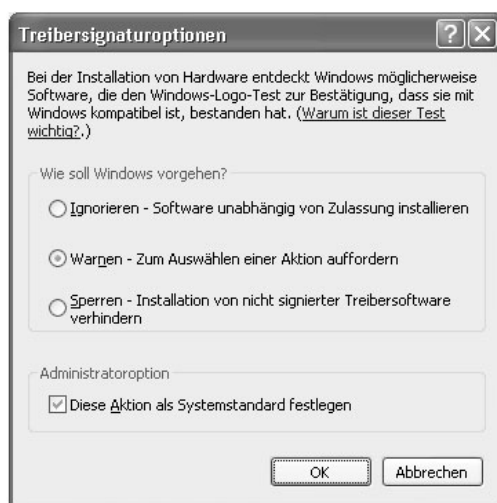 Treibersignaturoptionen
Bei der Installation von Hardware entdeckt Windows möglicherweise
Software, die den Windows-Logo-Test zur Bestätigung, dass sie mit
Windows kompatibel ist, bestanden hat. (Warum ist dieser Test
wichtig?.)
Wie soll Windows vorgehen?
Ignorieren - Software unabhängig von Zulassung installieren
Warnen - Zum Auswählen einer Aktion auffordern
Sperren - Installation von nicht signierter Treibersoftware
verhindern
Administratoroption
Diese Aktion als Systemstandard festlegen
OK Abbrechen